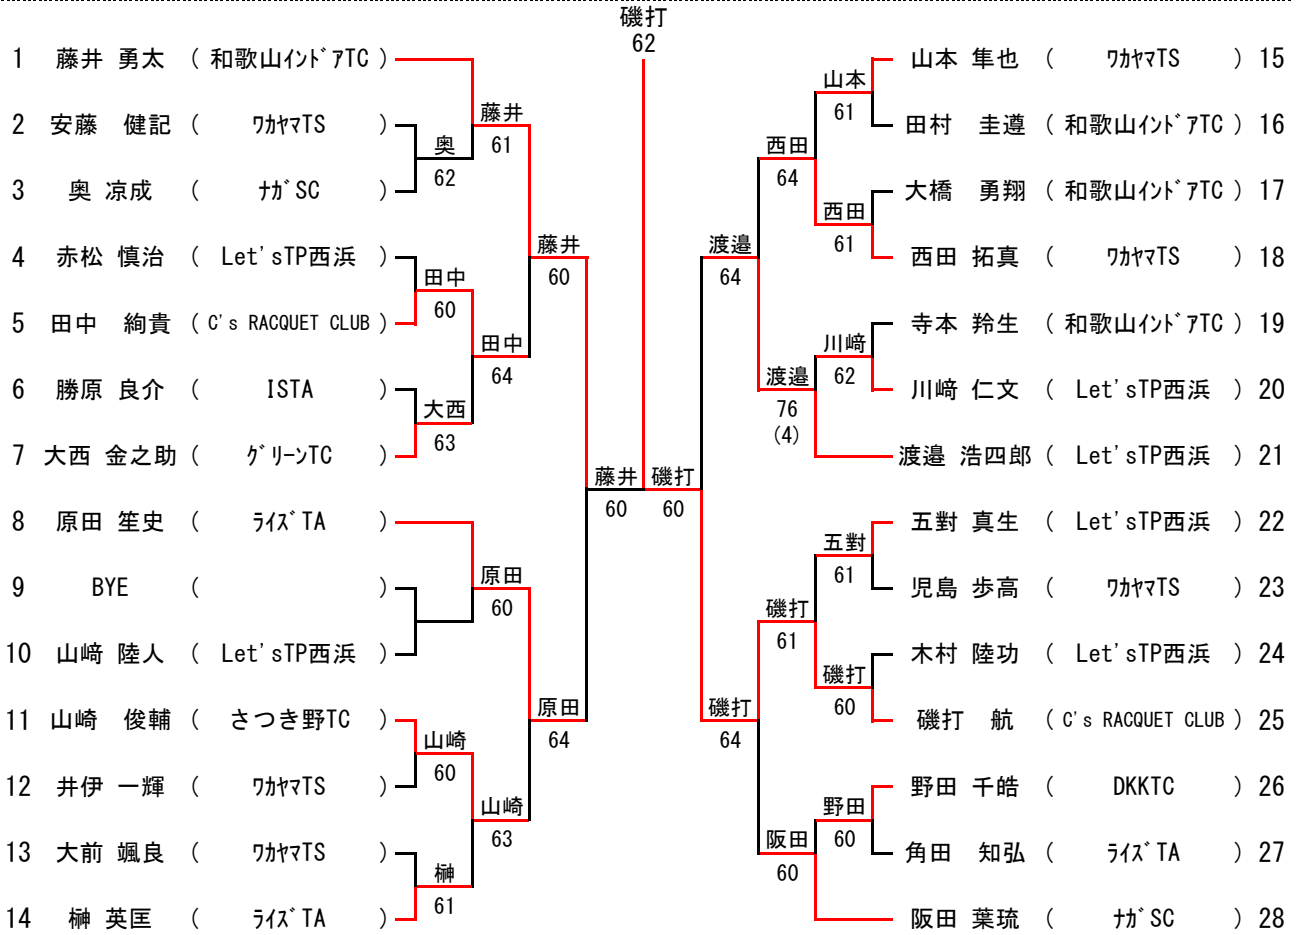 磯打
62
1 藤井 勇太 ( 和歌山ｲﾝﾄﾞｱTC )
2 安藤 健記 ( ﾜｶﾔﾏTS )
3 奥 凉成 ( ﾅｶﾞSC )
4 赤松 慎治 ( Let'sTP西浜 )
5 田中 絢貴 ( C's RACQUET CLUB )
6 勝原 良介 ( ISTA )
7 大西 金之助 ( ｸﾞﾘｰﾝTC )
8 原田 笙史 ( ﾗｲｽﾞTA )
9 BYE ( )
10 山﨑 陸人 ( Let'sTP西浜 )
11 山崎 俊輔 ( さつき野TC )
12 井伊 一輝 ( ﾜｶﾔﾏTS )
13 大前 颯良 ( ﾜｶﾔﾏTS )
14 榊 英匡 ( ﾗｲｽﾞTA )
奥
62
田中
60
大西
63
山崎
60
榊
61
藤井
61
田中
64
原田
60
山崎
63
藤井
60
原田
64
藤井
60
磯打
60
渡邉
64
磯打
64
西田
64
渡邉
76
(4)
磯打
61
阪田
60
山本
61
西田
61
川﨑
62
五對
61
磯打
60
野田
60
山本 隼也 ( ﾜｶﾔﾏTS ) 15
田村 圭遵 ( 和歌山ｲﾝﾄﾞｱTC ) 16
大橋 勇翔 ( 和歌山ｲﾝﾄﾞｱTC ) 17
西田 拓真 ( ﾜｶﾔﾏTS ) 18
寺本 羚生 ( 和歌山ｲﾝﾄﾞｱTC ) 19
川﨑 仁文 ( Let'sTP西浜 ) 20
渡邉 浩四郎 ( Let'sTP西浜 ) 21
五對 真生 ( Let'sTP西浜 ) 22
児島 歩高 ( ﾜｶﾔﾏTS ) 23
木村 陸功 ( Let'sTP西浜 ) 24
磯打 航 ( C's RACQUET CLUB ) 25
野田 千皓 ( DKKTC ) 26
角田 知弘 ( ﾗｲｽﾞTA ) 27
阪田 葉琉 ( ﾅｶﾞSC ) 28